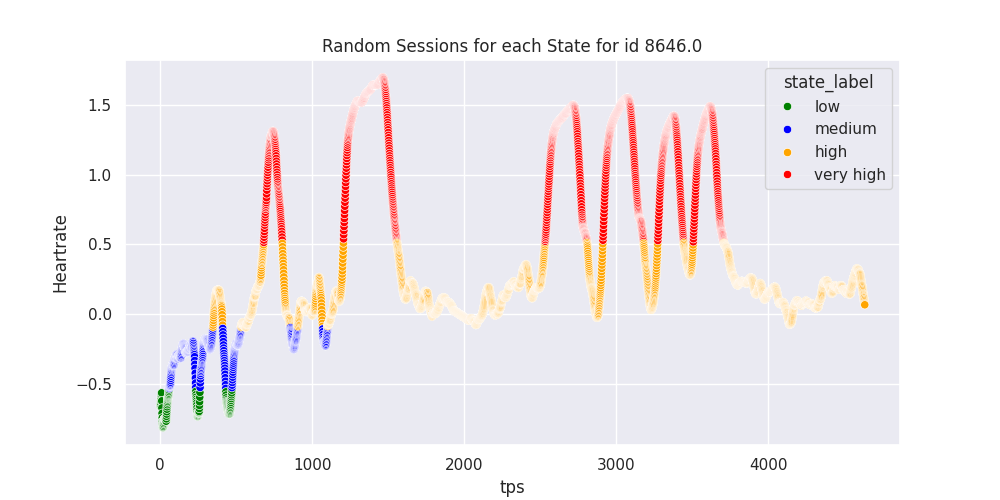 Random Sessions for each State for id 8646.0
state_label
low
medium
high
very high
Heartrate
1.5
1.0
0.5
0.0
−0.5
0
1000
2000
3000
4000
tps